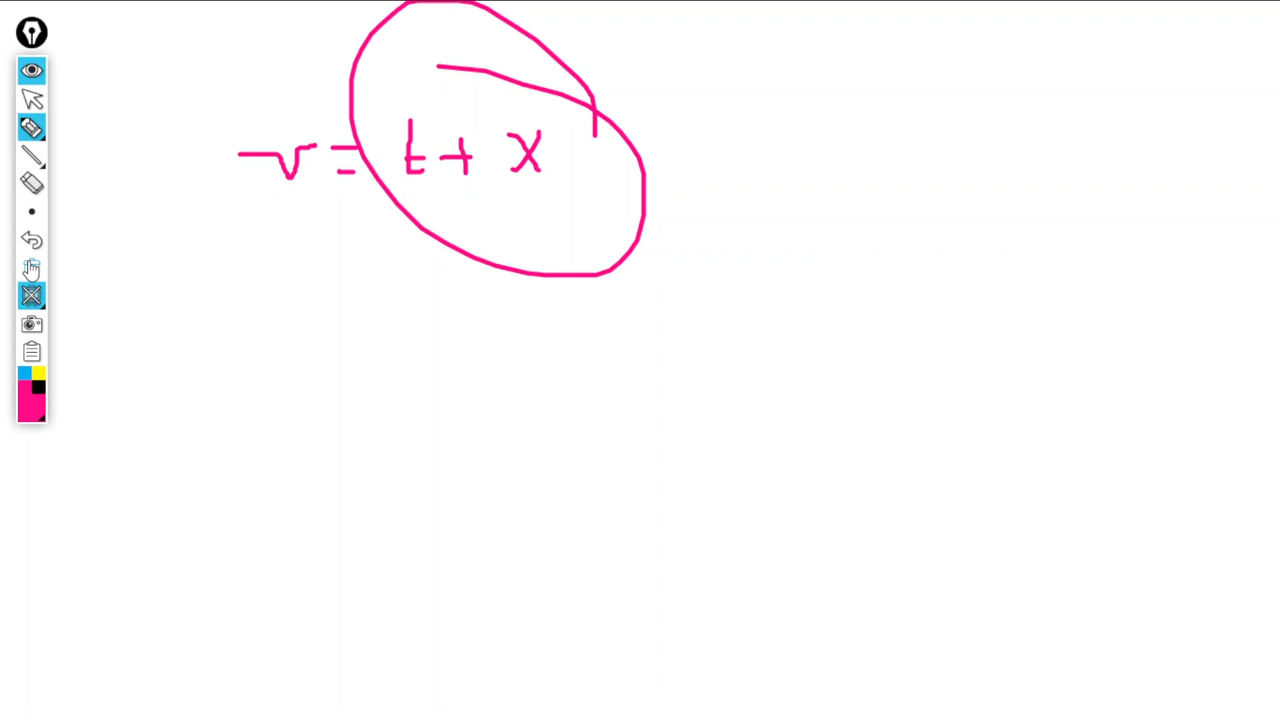 v = t + x